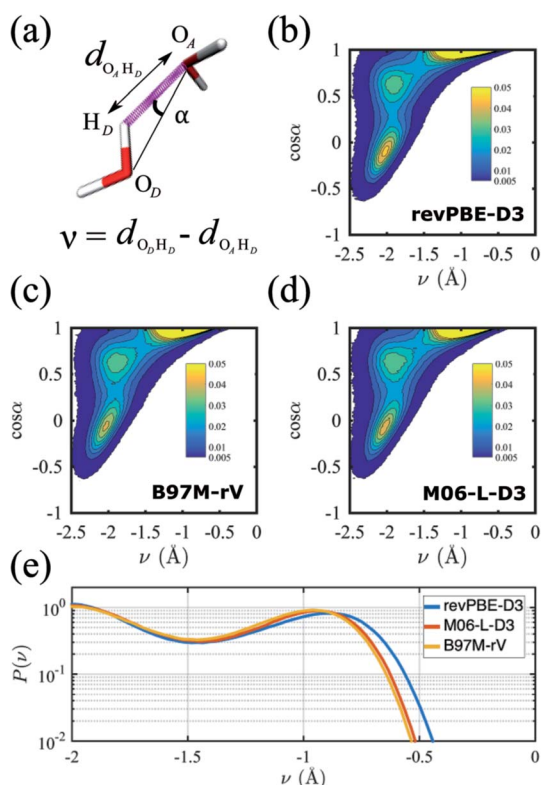 (a)
O_A
d_{O_A H_D}
H_D
α
O_D
ν = d_{O_D H_D} - d_{O_A H_D}
(b)
1
0.5
0
-0.5
-1
cosα
0.05
0.04
0.03
0.02
0.01
0.005
revPBE-D3
-2.5 -2 -1.5 -1 -0.5 0
ν (Å)
(c)
1
0.5
0
-0.5
-1
cosα
0.05
0.04
0.03
0.02
0.01
0.005
B97M-rV
-2.5 -2 -1.5 -1 -0.5 0
ν (Å)
(d)
1
0.5
0
-0.5
-1
cosα
0.05
0.04
0.03
0.02
0.01
0.005
M06-L-D3
-2.5 -2 -1.5 -1 -0.5 0
ν (Å)
(e)
10^0
10^{-1}
10^{-2}
P(ν)
revPBE-D3
M06-L-D3
B97M-rV
-2 -1.5 -1 -0.5 0
ν (Å)